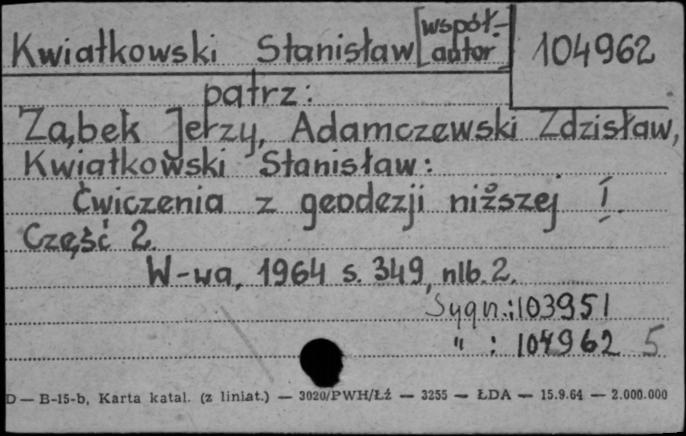 Kwiatkowski Stanisław [współ-
autor 104962
patrz:
Ząbek Jerzy, Adamczewski Zdzisław,
Kwiatkowski Stanisław:
Ćwiczenia z geodezji niższej I.
Część 2.
W-wa, 1964 s. 349, nlb. 2.
Sygn.: 103951
" : 104962 5
D — B-15-b, Karta katal. (z liniat.) — 3020/PWH/Łź — 3255 — ŁDA — 15.9.64 — 2.000.000